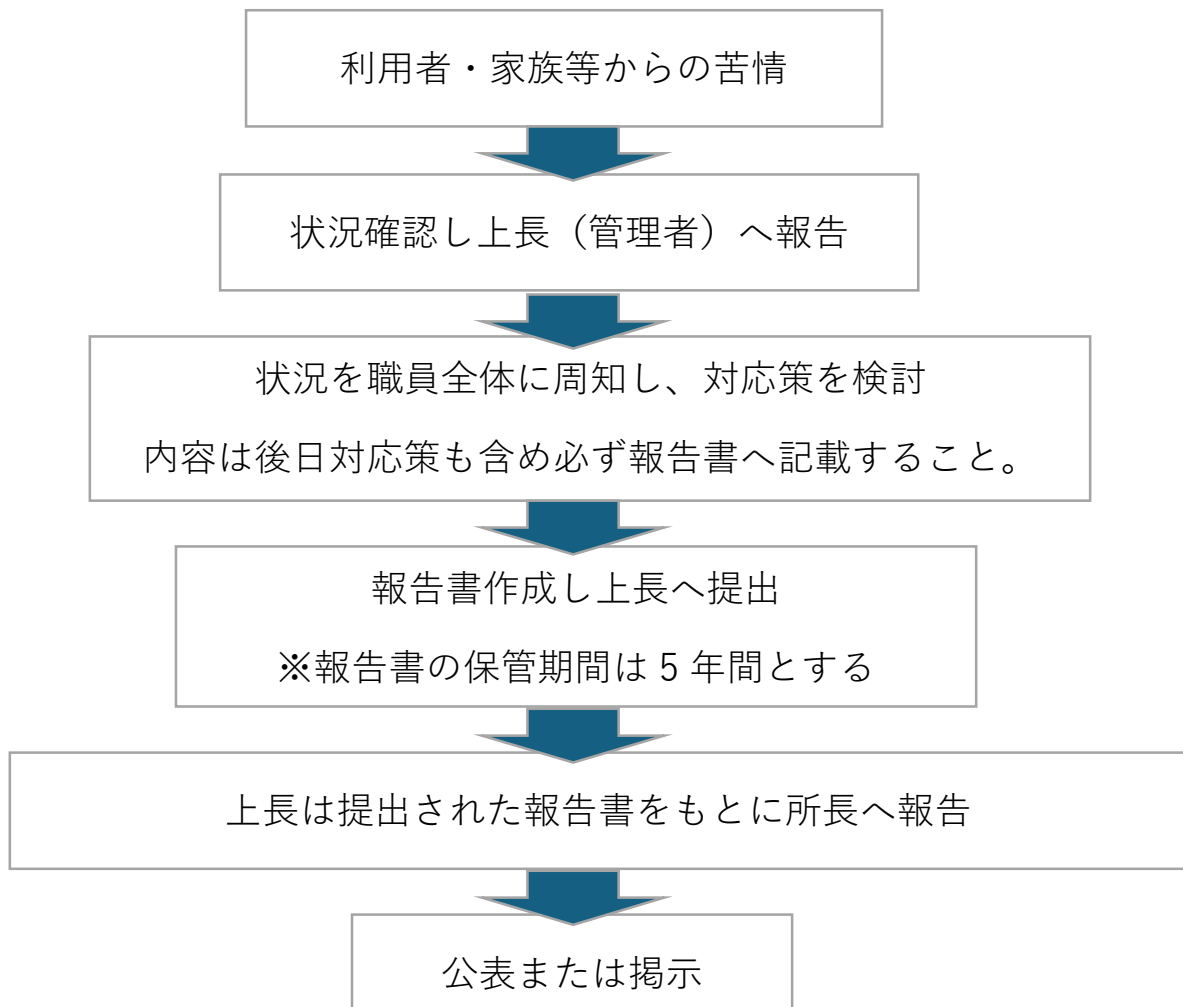 利用者・家族等からの苦情
状況確認し上長（管理者）へ報告
状況を職員全体に周知し、対応策を検討
内容は後日対応策も含め必ず報告書へ記載すること。
報告書作成し上長へ提出
※報告書の保管期間は 5 年間とする
上長は提出された報告書をもとに所長へ報告
公表または掲示